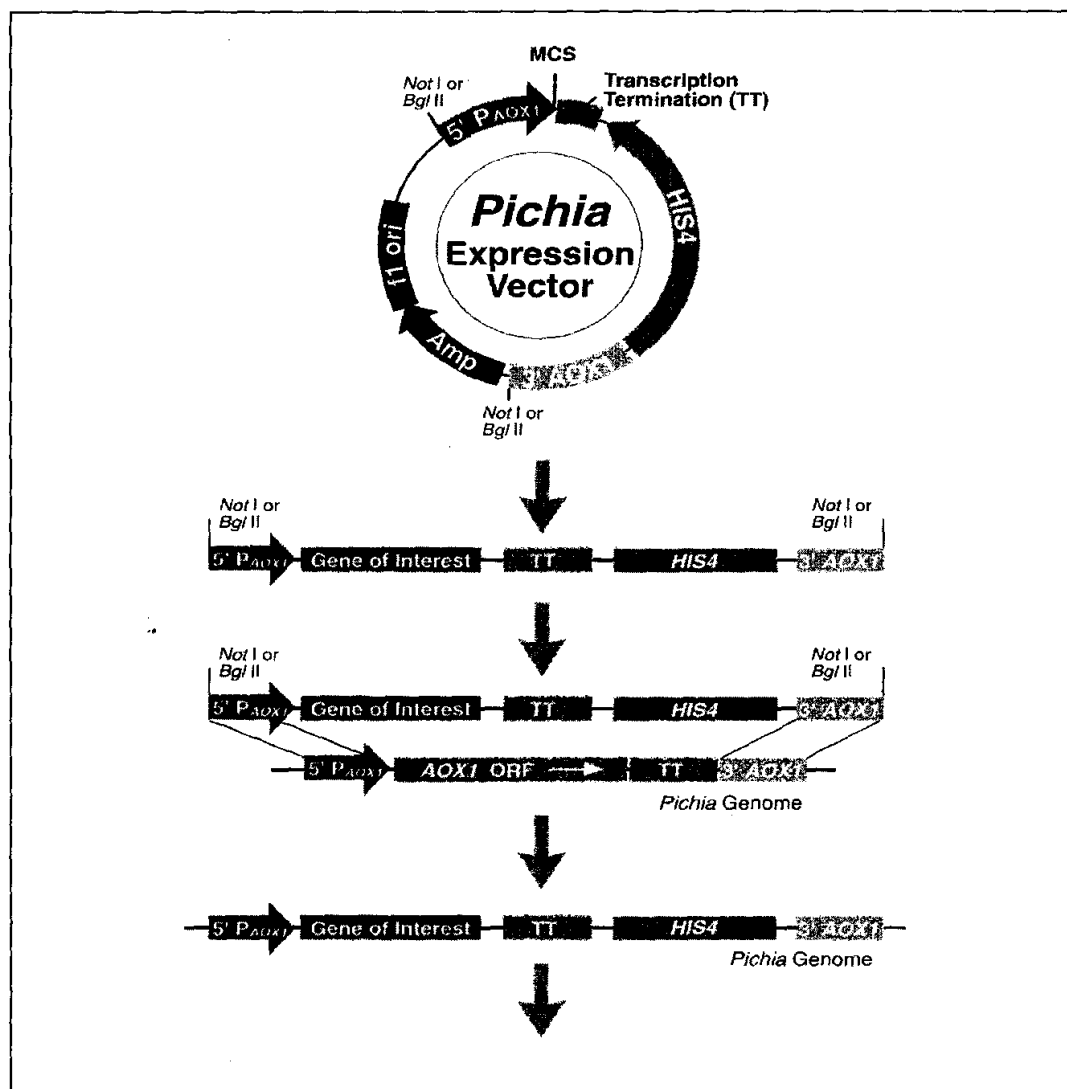 MCS
Not I or
Bgl II
Transcription
Termination (TT)
5' PAOX1
HIS4
Pichia
Expression
Vector
f1 ori
Amp
3' AOX1
Not I or
Bgl II
Not I or
Bgl II
Not I or
Bgl II
5' PAOX1 Gene of Interest TT HIS4 3' AOX1
Not I or
Bgl II
Not I or
Bgl II
5' PAOX1 Gene of Interest TT HIS4 3' AOX1
5' PAOX1 AOX1 ORF TT 3' AOX1
Pichia Genome
5' PAOX1 Gene of Interest TT HIS4 3' AOX1
Pichia Genome